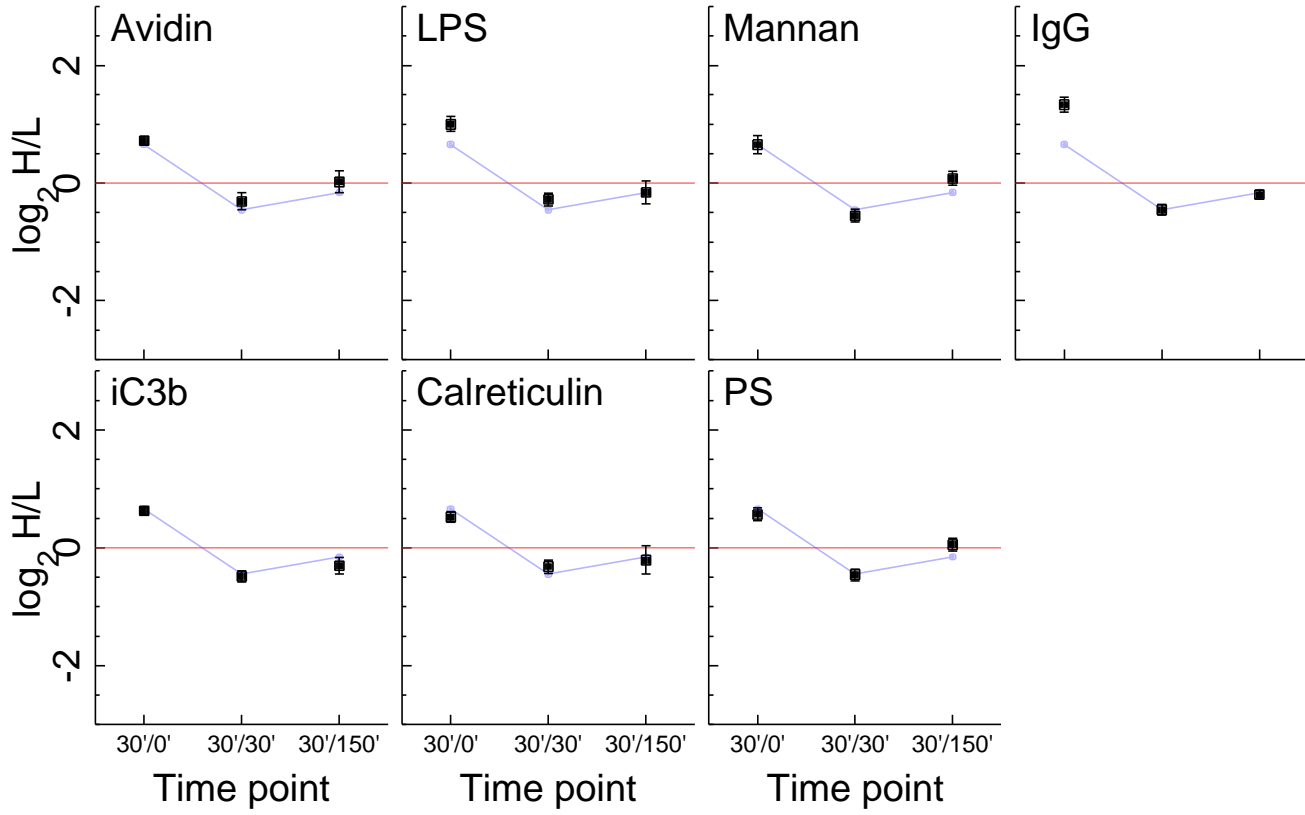 Avidin LPS Mannan IgG
2
0
-2
log₂ H/L
iC3b Calreticulin PS
2
0
-2
log₂ H/L
30'/0' 30'/30' 30'/150' 30'/0' 30'/30' 30'/150' 30'/0' 30'/30' 30'/150'
Time point Time point Time point